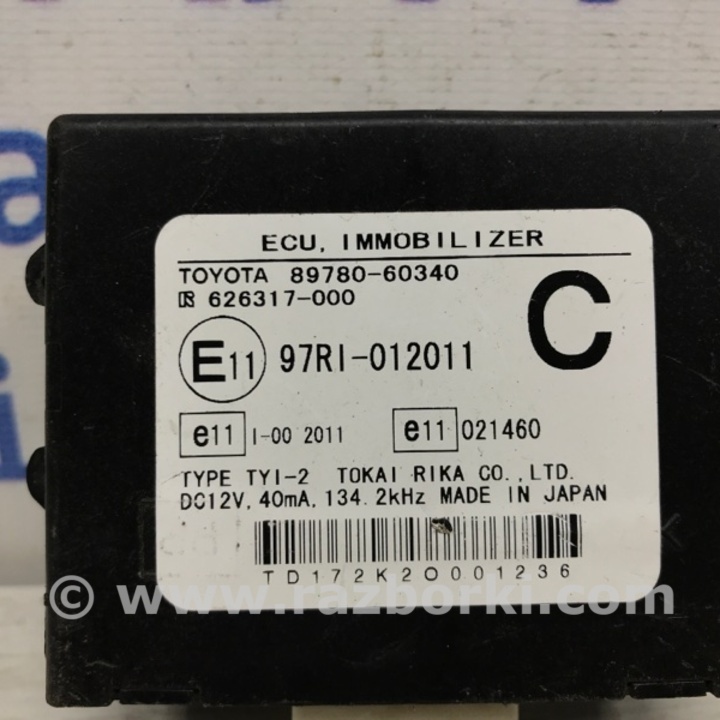 ECU, IMMOBILIZER
TOYOTA 89780-60340
626317-000
C
E11 97RI-012011
e11 I-00 2011
e11 021460
TYPE TYI-2 TOKAI RIKA CO., LTD.
DC12V, 40mA, 134.2kHz MADE IN JAPAN
TD172K20001236
© www.razborki.com